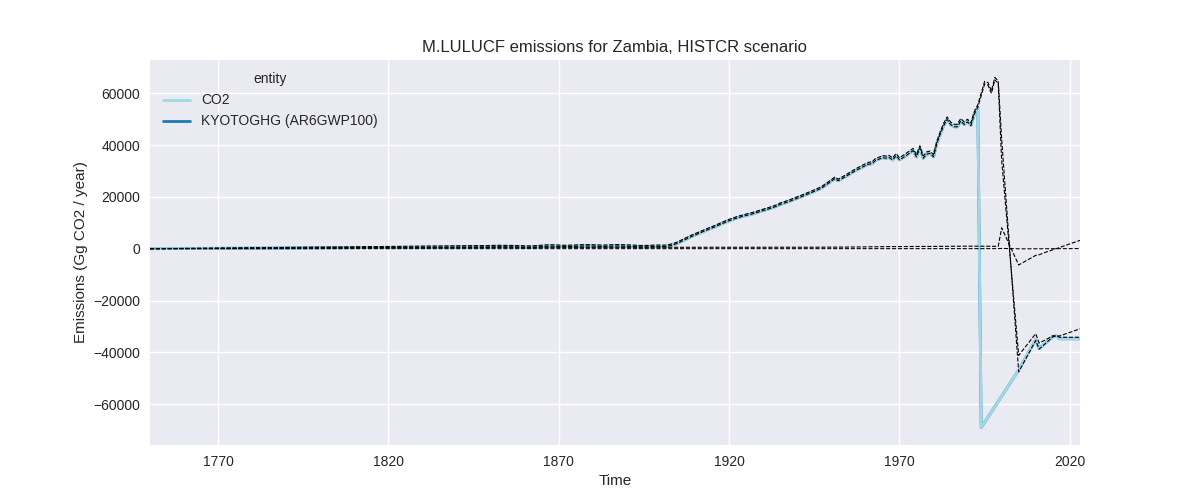 M.LULUCF emissions for Zambia, HISTCR scenario
entity
CO2
KYOTOGHG (AR6GWP100)
Emissions (Gg CO2 / year)
60000
40000
20000
0
−20000
−40000
−60000
1770
1820
1870
1920
1970
2020
Time